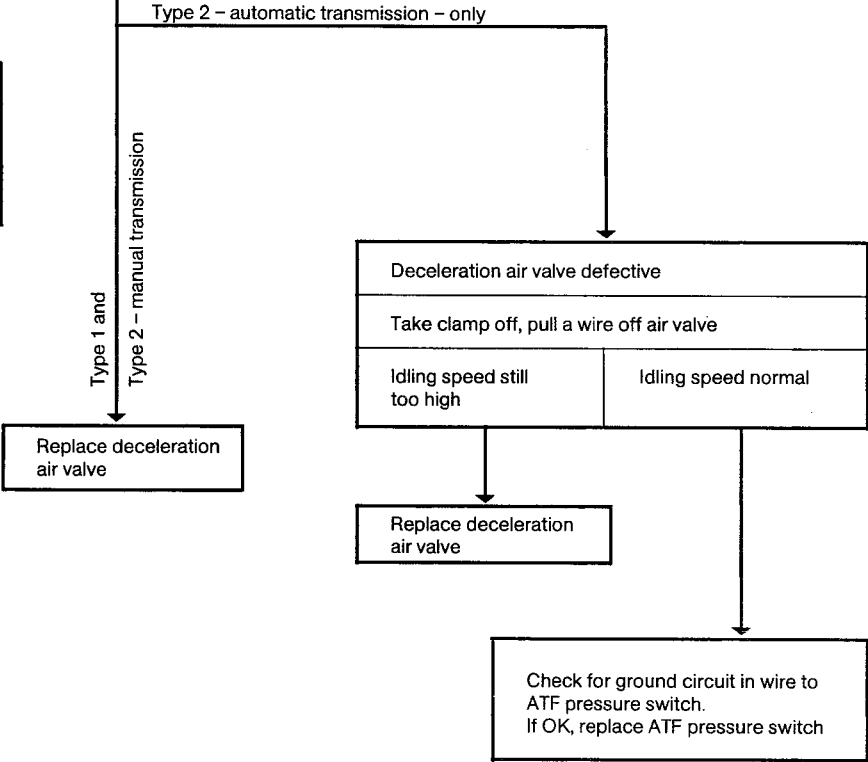 Type 2 – automatic transmission – only
Type 1 and
Type 2 – manual transmission
Deceleration air valve defective
Take clamp off, pull a wire off air valve
Idling speed still
too high
Idling speed normal
Replace deceleration
air valve
Replace deceleration
air valve
Check for ground circuit in wire to
ATF pressure switch.
If OK, replace ATF pressure switch